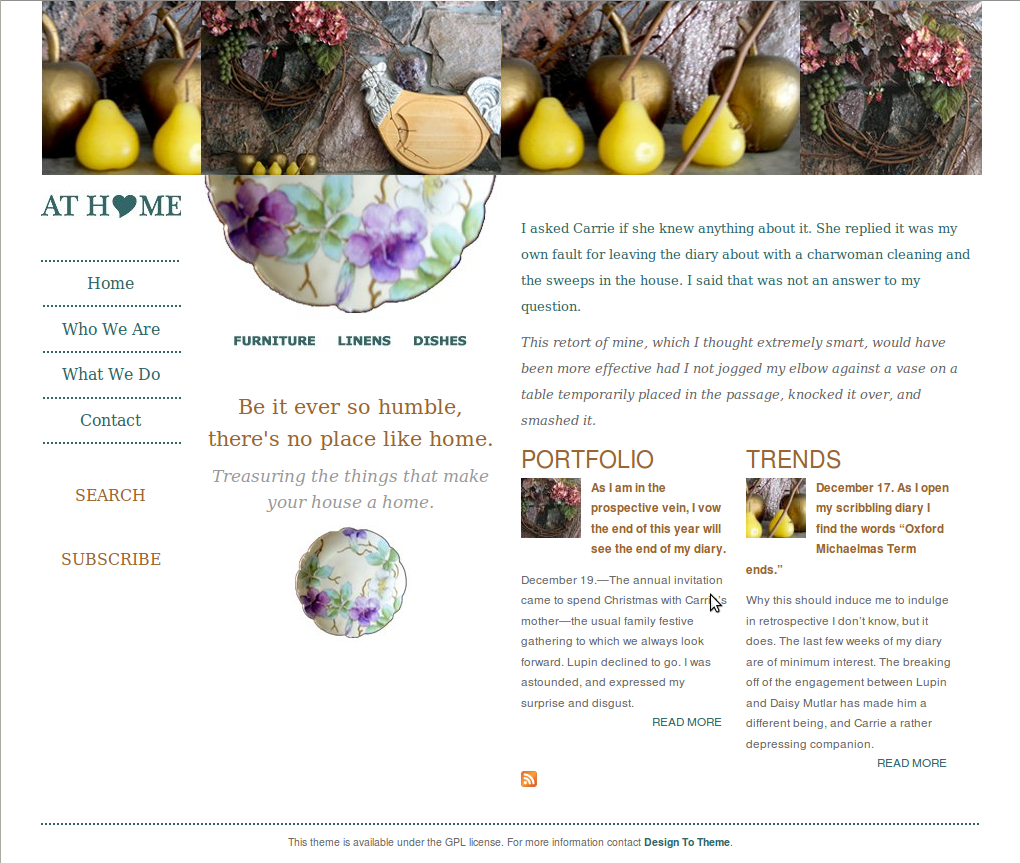 AT H♥ME
Home
Who We Are
What We Do
Contact
SEARCH
SUBSCRIBE
FURNITURE LINENS DISHES
Be it ever so humble,
there's no place like home.
Treasuring the things that make
your house a home.
I asked Carrie if she knew anything about it. She replied it was my
own fault for leaving the diary about with a charwoman cleaning and
the sweeps in the house. I said that was not an answer to my
question.
This retort of mine, which I thought extremely smart, would have
been more effective had I not jogged my elbow against a vase on a
table temporarily placed in the passage, knocked it over, and
smashed it.
PORTFOLIO
As I am in the
prospective vein, I vow
the end of this year will
see the end of my diary.
December 19.—The annual invitation
came to spend Christmas with Carrie's
mother—the usual family festive
gathering to which we always look
forward. Lupin declined to go. I was
astounded, and expressed my
surprise and disgust.
READ MORE
TRENDS
December 17. As I open
my scribbling diary I
find the words “Oxford
Michaelmas Term
ends.”
Why this should induce me to indulge
in retrospective I don’t know, but it
does. The last few weeks of my diary
are of minimum interest. The breaking
off of the engagement between Lupin
and Daisy Mutlar has made him a
different being, and Carrie a rather
depressing companion.
READ MORE
This theme is available under the GPL license. For more information contact Design To Theme.